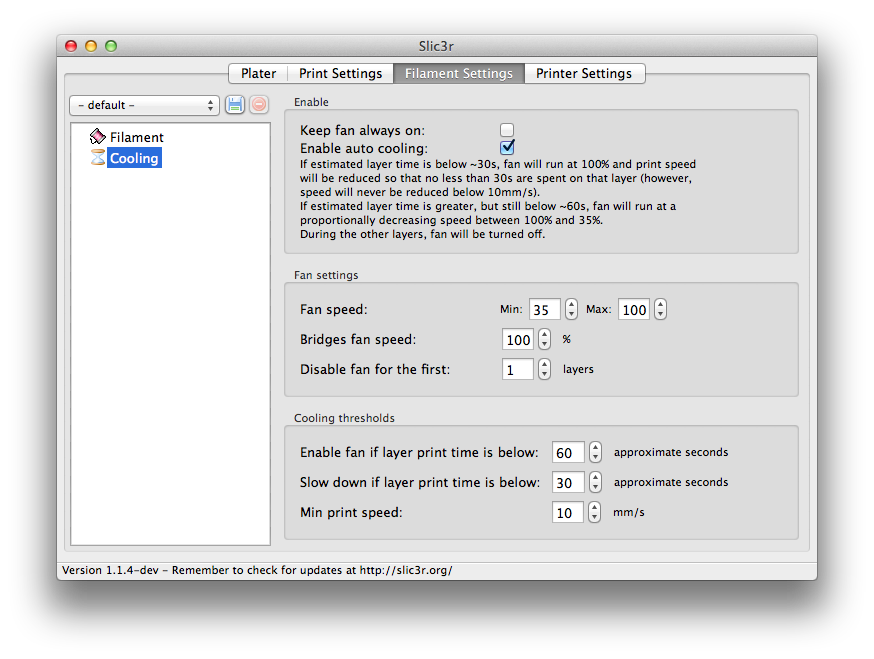 Slic3r
Plater Print Settings Filament Settings Printer Settings
- default -
Filament
Cooling
Enable
Keep fan always on:
Enable auto cooling:
If estimated layer time is below ~30s, fan will run at 100% and print speed
will be reduced so that no less than 30s are spent on that layer (however,
speed will never be reduced below 10mm/s).
If estimated layer time is greater, but still below ~60s, fan will run at a
proportionally decreasing speed between 100% and 35%.
During the other layers, fan will be turned off.
Fan settings
Fan speed: Min: 35 Max: 100
Bridges fan speed: 100 %
Disable fan for the first: 1 layers
Cooling thresholds
Enable fan if layer print time is below: 60 approximate seconds
Slow down if layer print time is below: 30 approximate seconds
Min print speed: 10 mm/s
Version 1.1.4-dev - Remember to check for updates at http://slic3r.org/